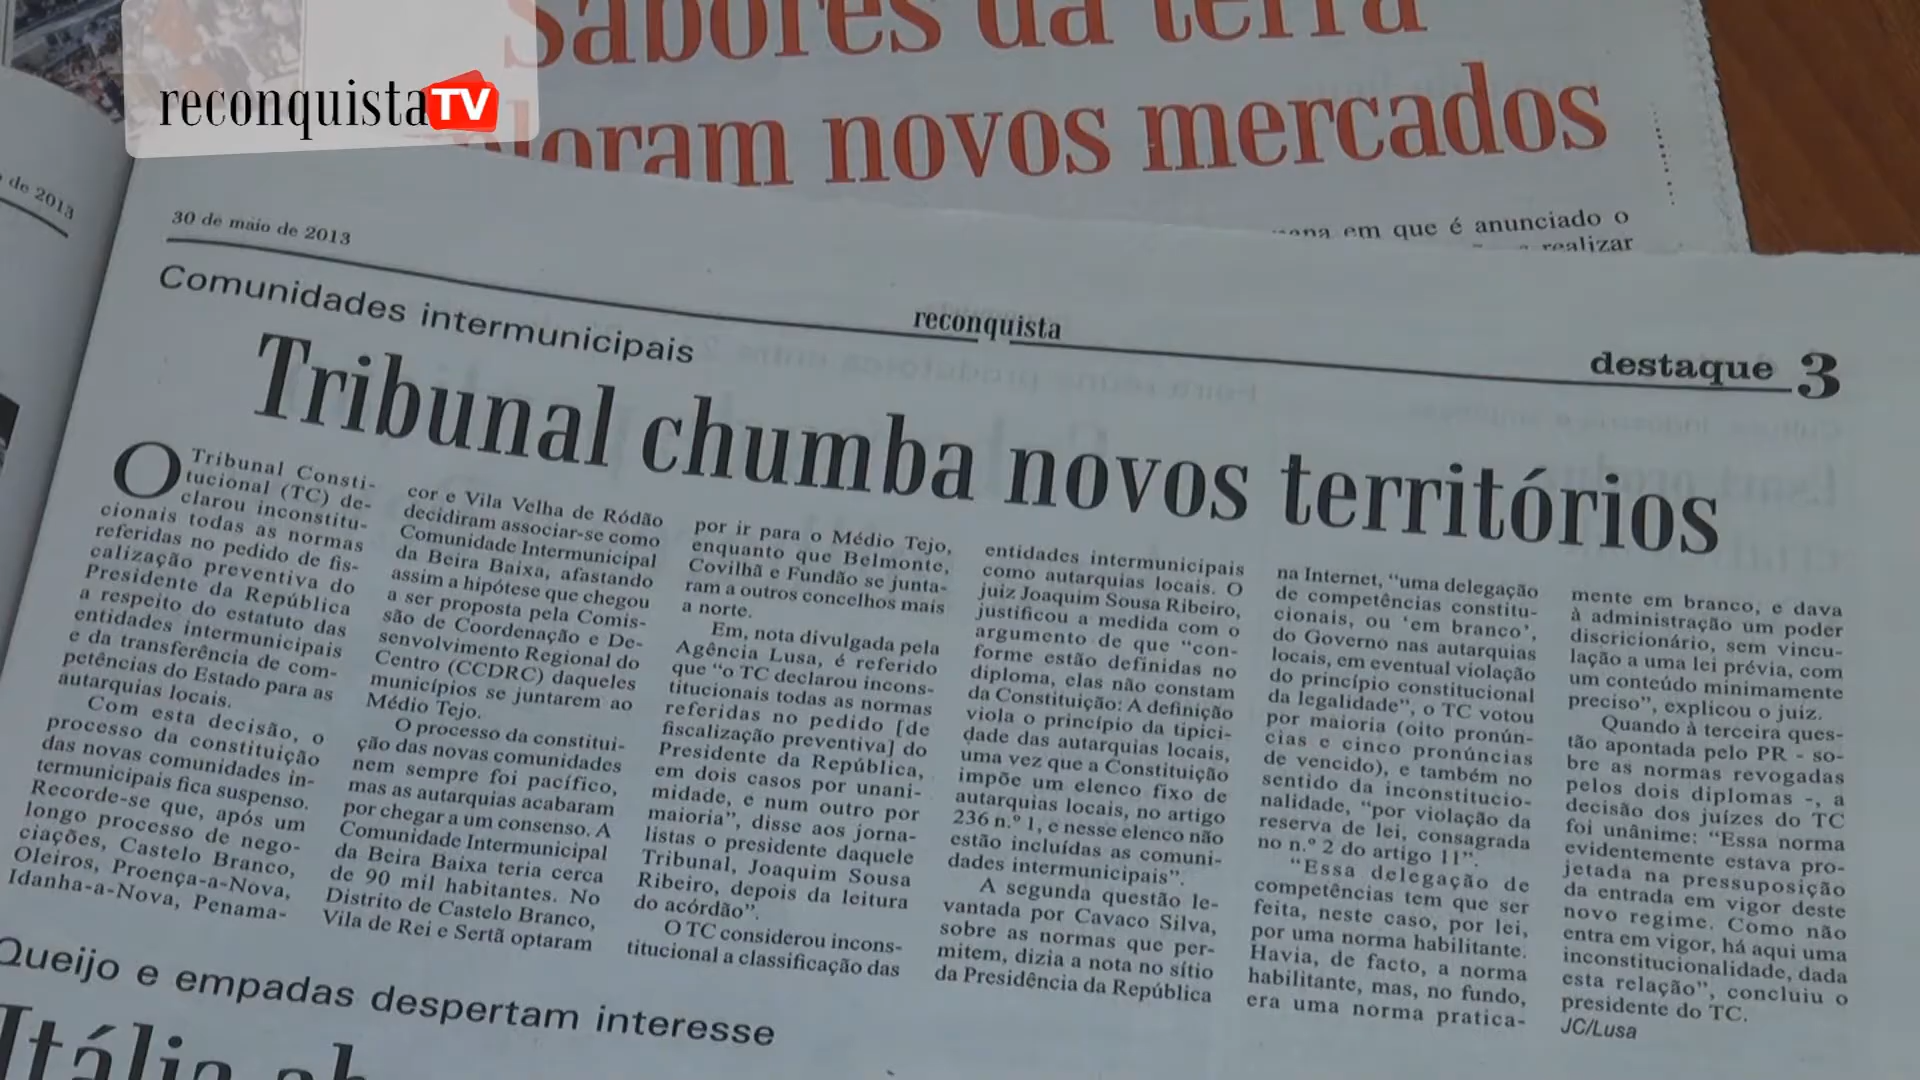 reconquista TV
Sabores da terra
novos mercados
de 2013
em que é anunciado o
realizar
30 de maio de 2013
reconquista
destaque 3
Comunidades intermunicipais
Tribunal chumba novos territórios
O Tribunal Consti-
tucional (TC) de-
clarou inconstitu-
cionais todas as normas
referidas no pedido de fis-
calização preventiva do
Presidente da República
a respeito do estatuto das
entidades intermunicipais
e da transferência de com-
petências do Estado para as
autarquias locais.
Com esta decisão, o
processo da constituição
das novas comunidades in-
termunicipais fica suspenso.
Recorde-se que, após um
longo processo de nego-
ciações, Castelo Branco,
Oleiros, Proença-a-Nova,
Idanha-a-Nova, Penama-
cor e Vila Velha de Ródão
decidiram associar-se como
Comunidade Intermunicipal
da Beira Baixa, afastando
assim a hipótese que chegou
a ser proposta pela Comis-
são de Coordenação e De-
senvolvimento Regional do
Centro (CCDRC) daqueles
municípios se juntarem ao
Médio Tejo.
O processo da constitui-
ção das novas comunidades
nem sempre foi pacífico,
mas as autarquias acabaram
por chegar a um consenso. A
Comunidade Intermunicipal
da Beira Baixa teria cerca
de 90 mil habitantes. No
Distrito de Castelo Branco,
Vila de Rei e Sertã optaram
por ir para o Médio Tejo,
enquanto que Belmonte,
Covilhã e Fundão se junta-
ram a outros concelhos mais
a norte.
Em, nota divulgada pela
Agência Lusa, é referido
que “o TC declarou incons-
titucionais todas as normas
referidas no pedido [de
fiscalização preventiva] do
Presidente da República,
em dois casos por unani-
midade, e num outro por
maioria”, disse aos jorna-
listas o presidente daquele
Tribunal, Joaquim Sousa
Ribeiro, depois da leitura
do acórdão”.
O TC considerou incons-
titucional a classificação das
entidades intermunicipais
como autarquias locais. O
juiz Joaquim Sousa Ribeiro,
justificou a medida com o
argumento de que “con-
forme estão definidas no
diploma, elas não constam
da Constituição: A definição
viola o princípio da tipici-
dade das autarquias locais,
uma vez que a Constituição
impõe um elenco fixo de
autarquias locais, no artigo
236 n.º 1, e nesse elenco não
estão incluídas as comuni-
dades intermunicipais”.
A segunda questão le-
vantada por Cavaco Silva,
sobre as normas que per-
mitem, dizia a nota no sítio
da Presidência da República
na Internet, “uma delegação
de competências constitu-
cionais, ou ‘em branco’,
do Governo nas autarquias
locais, em eventual violação
do princípio constitucional
da legalidade”, o TC votou
por maioria (oito pronún-
cias e cinco pronúncias
de vencido), e também no
sentido da inconstitucio-
nalidade, “por violação da
reserva de lei, consagrada
no n.º 2 do artigo 11”.
“Essa delegação de
competências tem que ser
feita, neste caso, por lei,
por uma norma habilitante.
Havia, de facto, a norma
habilitante, mas, no fundo,
era uma norma pratica-
mente em branco, e dava
à administração um poder
discricionário, sem vincu-
lação a uma lei prévia, com
um conteúdo minimamente
preciso”, explicou o juiz.
Quando à terceira ques-
tão apontada pelo PR - so-
bre as normas revogadas
pelos dois diplomas -, a
decisão dos juízes do TC
foi unânime: “Essa norma
evidentemente estava pro-
jetada na pressuposição
da entrada em vigor deste
novo regime. Como não
entra em vigor, há aqui uma
inconstitucionalidade, dada
esta relação”, concluiu o
presidente do TC.
JC/Lusa
Queijo e empadas despertam interesse
Itália